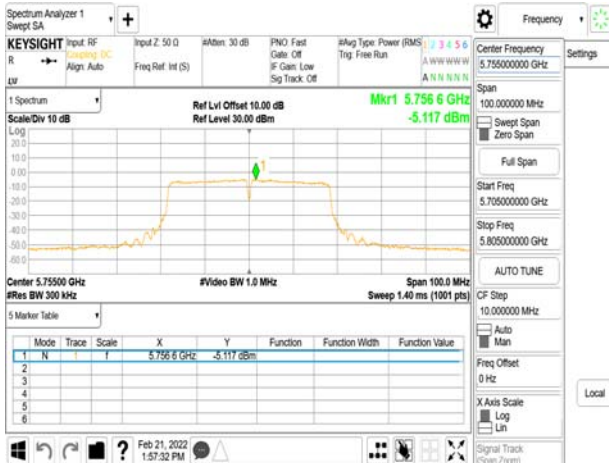 Spectrum Analyzer 1
Swept SA
+
Frequency
KEYSIGHT
R
LU
Input: RF
Coupling: DC
Align: Auto
Input Z: 50 Ω
Freq Ref: Int (S)
#Atten: 30 dB
PNO: Fast
Gate: Off
IF Gain: Low
Sig Track: Off
#Avg Type: Power (RMS
Trig: Free Run
1 2 3 4 5 6
A W W W W W
A N N N N N
Center Frequency
5.755000000 GHz
Settings
1 Spectrum
Scale/Div 10 dB
Ref Lvl Offset 10.00 dB
Ref Level 30.00 dBm
Mkr1 5.756 6 GHz
-5.117 dBm
Span
100.000000 MHz
Swept Span
Zero Span
Full Span
Log
20.0
10.0
0.00
-10.0
-20.0
-30.0
-40.0
-50.0
-60.0
1
Start Freq
5.705000000 GHz
Stop Freq
5.805000000 GHz
AUTO TUNE
Center 5.75500 GHz
#Res BW 300 kHz
#Video BW 1.0 MHz
Span 100.0 MHz
Sweep 1.40 ms (1001 pts)
CF Step
10.000000 MHz
Auto
Man
5 Marker Table
Mode Trace Scale X Y Function Function Width Function Value
1 N 1 f 5.756 6 GHz -5.117 dBm
2
3
4
5
6
Freq Offset
0 Hz
X Axis Scale
Log
Lin
Local
Signal Track
(Span Zoom)
?
Feb 21, 2022
1:57:32 PM